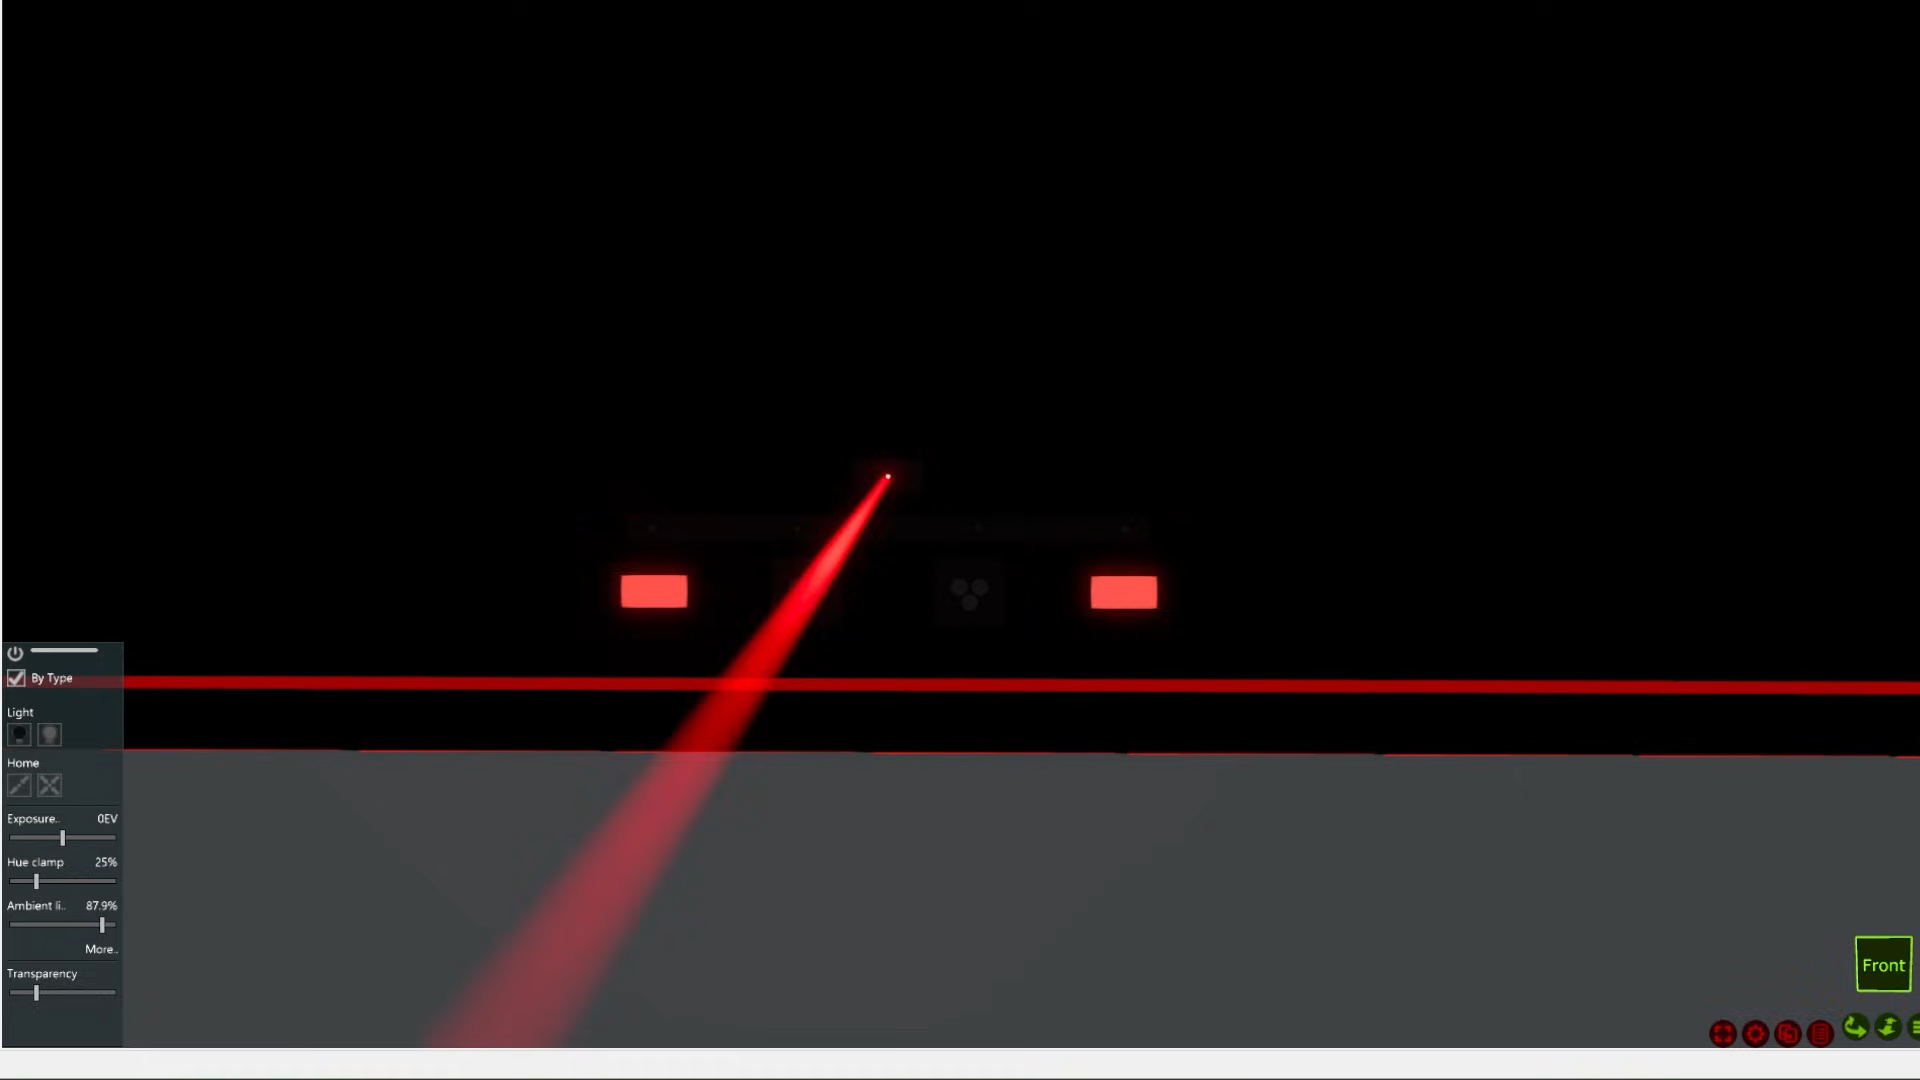 By Type
Light
Home
Exposure.. 0EV
Hue clamp 25%
Ambient li.. 87.9%
More..
Transparency
Front